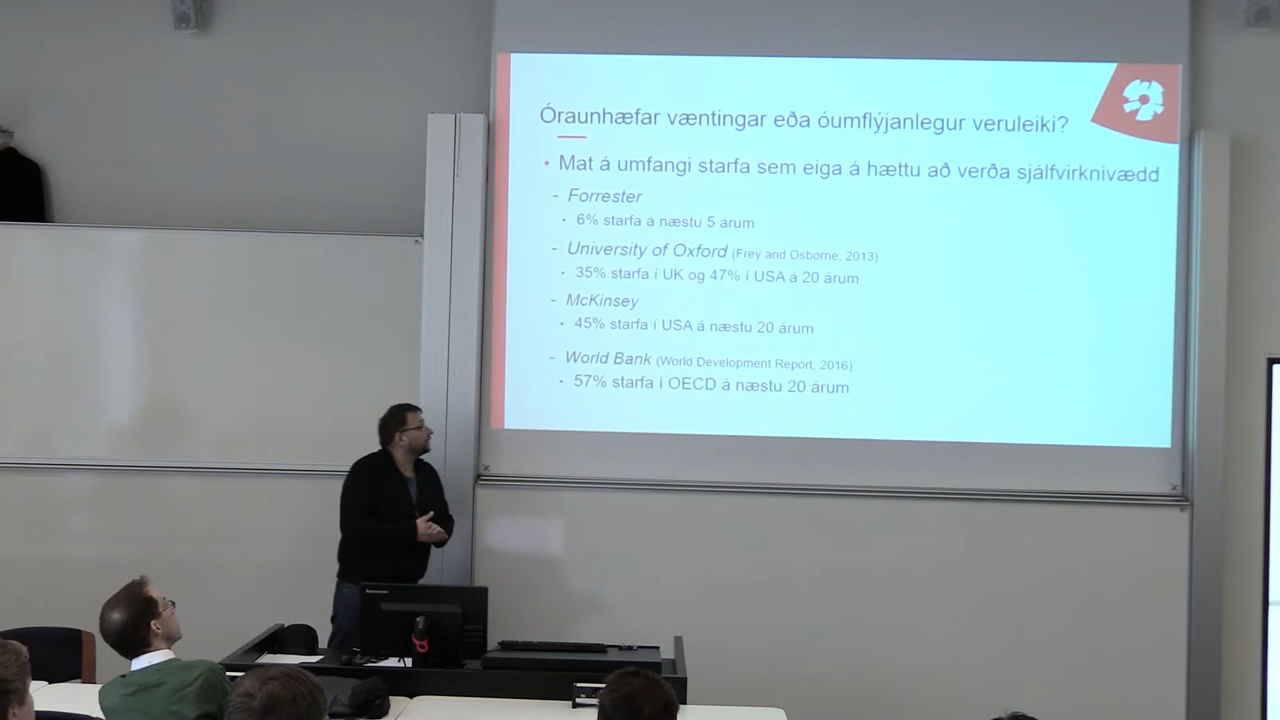 Óraunhæfar væntingar eða óumflýjanlegur veruleiki?
• Mat á umfangi starfa sem eiga á hættu að verða sjálfvirknivædd
- Forrester
• 6% starfa á næstu 5 árum
- University of Oxford (Frey and Osborne, 2013)
• 35% starfa í UK og 47% í USA á 20 árum
- McKinsey
• 45% starfa í USA á næstu 20 árum
- World Bank (World Development Report, 2016)
• 57% starfa í OECD á næstu 20 árum